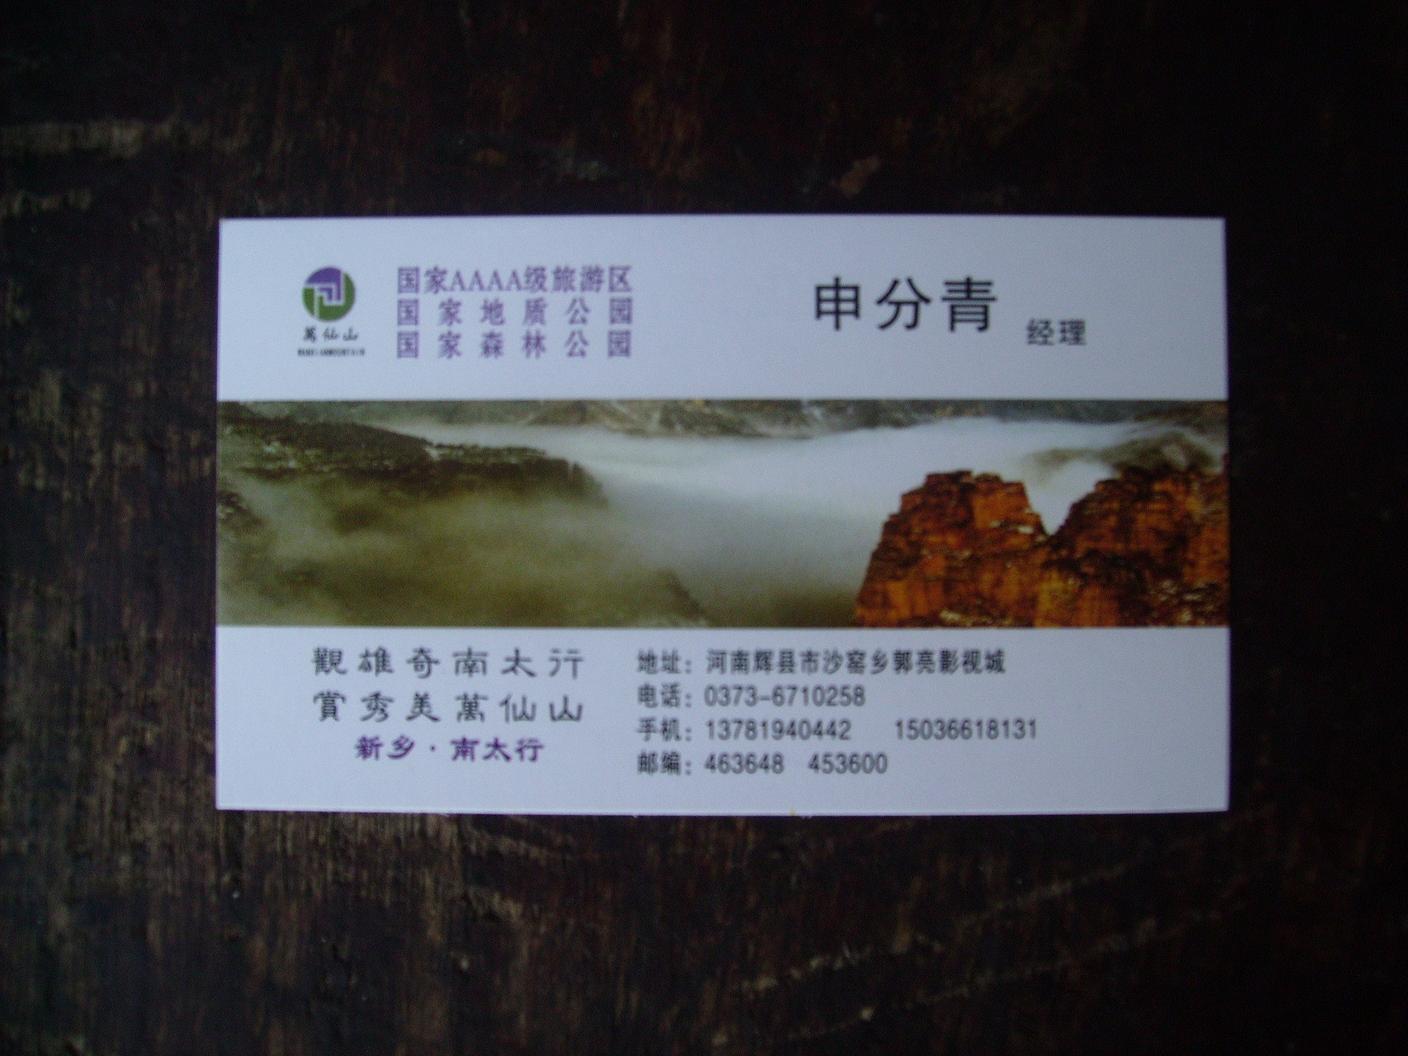 萬仙山
国家AAAA级旅游区
国家地质公园
国家森林公园
申分青 经理
觀雄奇南太行
賞秀美萬仙山
新乡·南太行
地址：河南辉县市沙窑乡郭亮影视城
电话：0373-6710258
手机：13781940442 15036618131
邮编：463648 453600